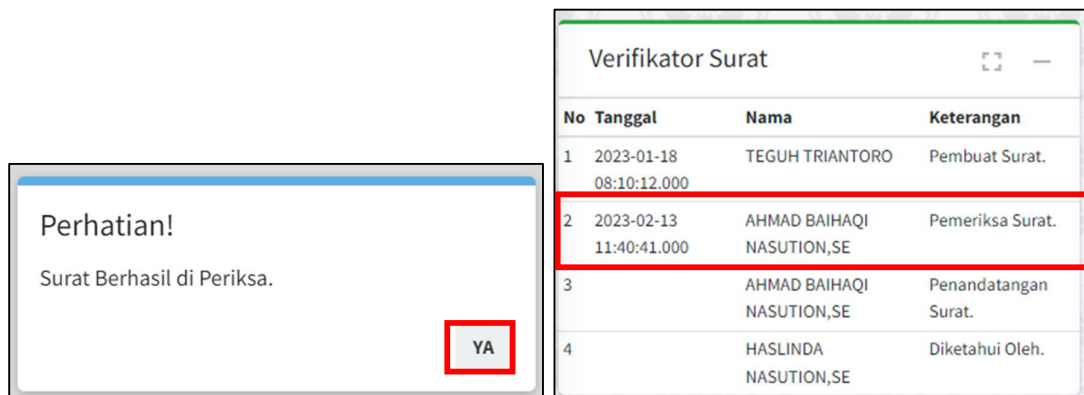 Perhatian!
Surat Berhasil di Periksa.
YA
Verifikator Surat
No Tanggal Nama Keterangan
1 2023-01-18 TEGUH TRIANTORO Pembuat Surat.
08:10:12.000
2 2023-02-13 AHMAD BAIHAQI Pemeriksa Surat.
11:40:41.000 NASUTION,SE
3 AHMAD BAIHAQI Penandatangan
NASUTION,SE Surat.
4 HASLINDA Diketahui Oleh.
NASUTION,SE